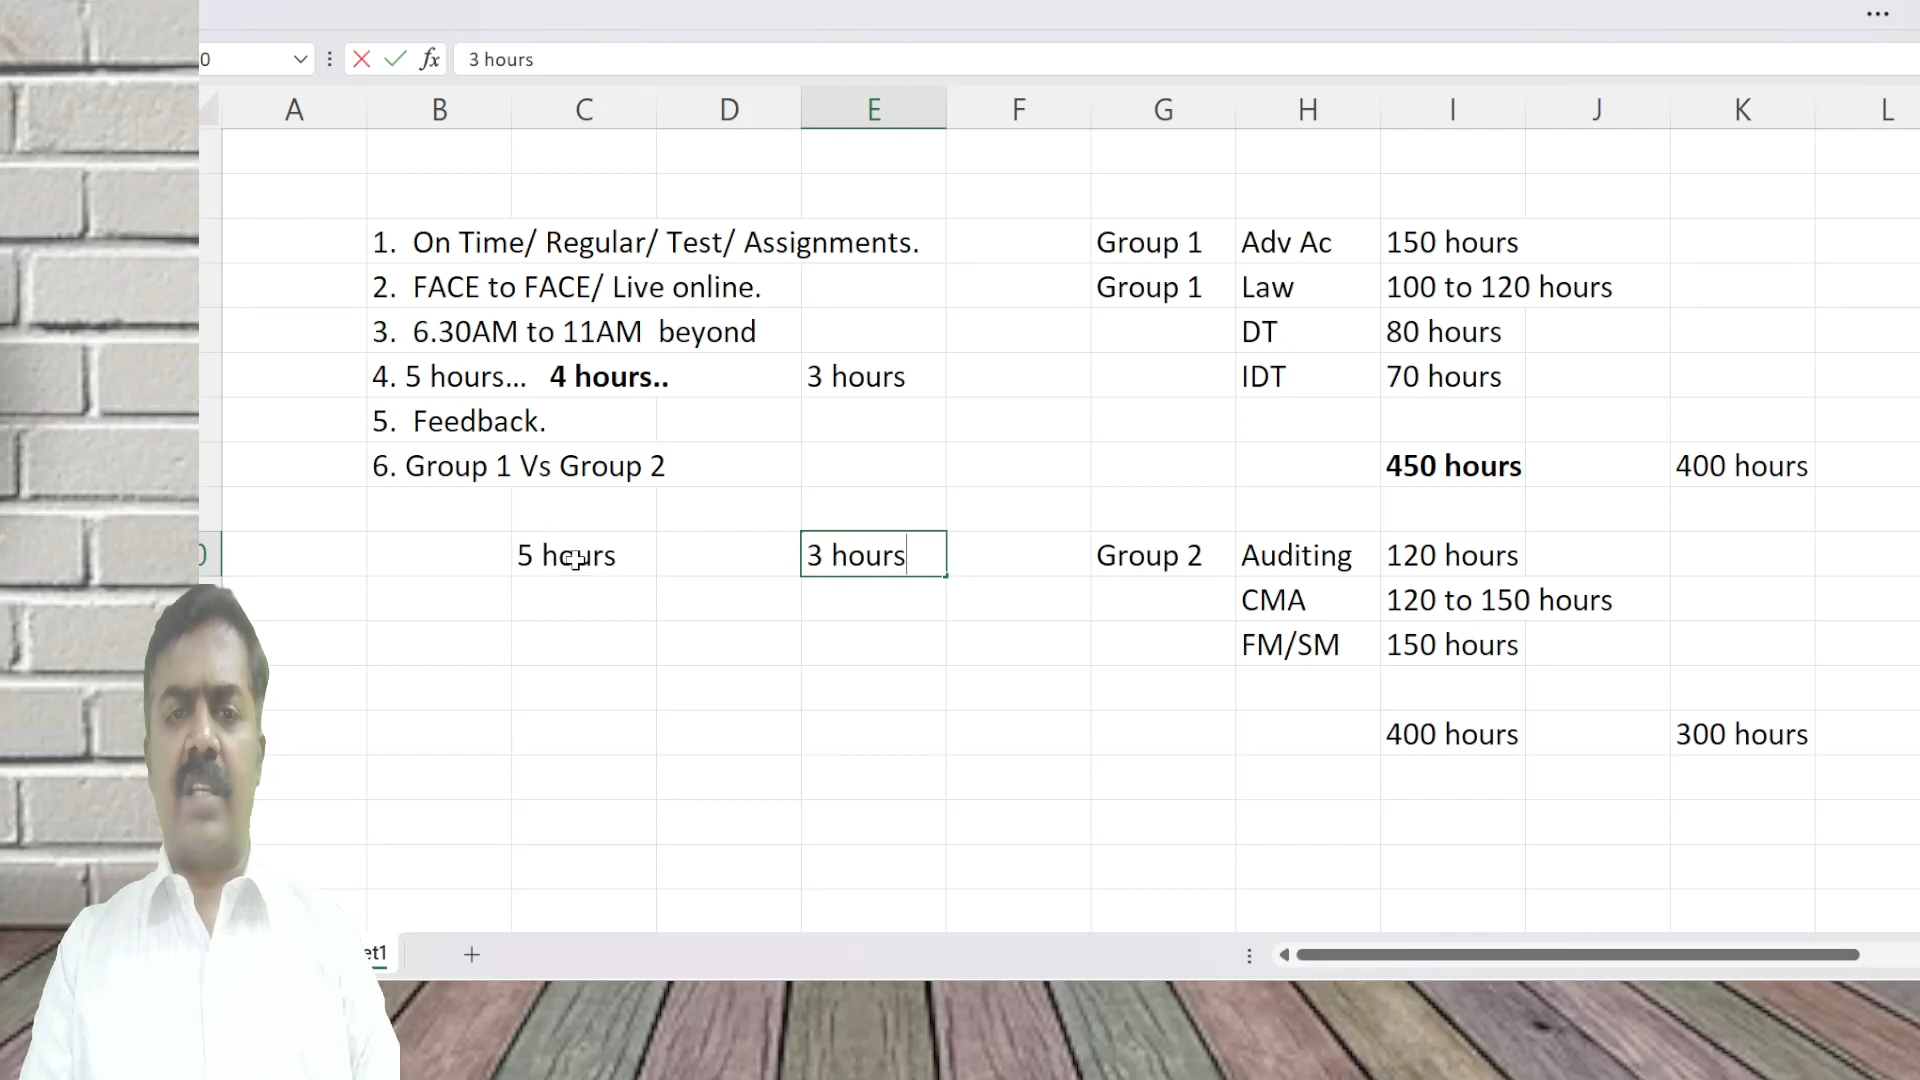 0 fx 3 hours
A B C D E F G H I J K L
1. On Time/ Regular/ Test/ Assignments. Group 1 Adv Ac 150 hours
2. FACE to FACE/ Live online. Group 1 Law 100 to 120 hours
3. 6.30AM to 11AM beyond DT 80 hours
4. 5 hours... 4 hours.. 3 hours IDT 70 hours
5. Feedback.
6. Group 1 Vs Group 2 450 hours 400 hours
0 5 hours 3 hours Group 2 Auditing 120 hours
CMA 120 to 150 hours
FM/SM 150 hours
400 hours 300 hours
et1